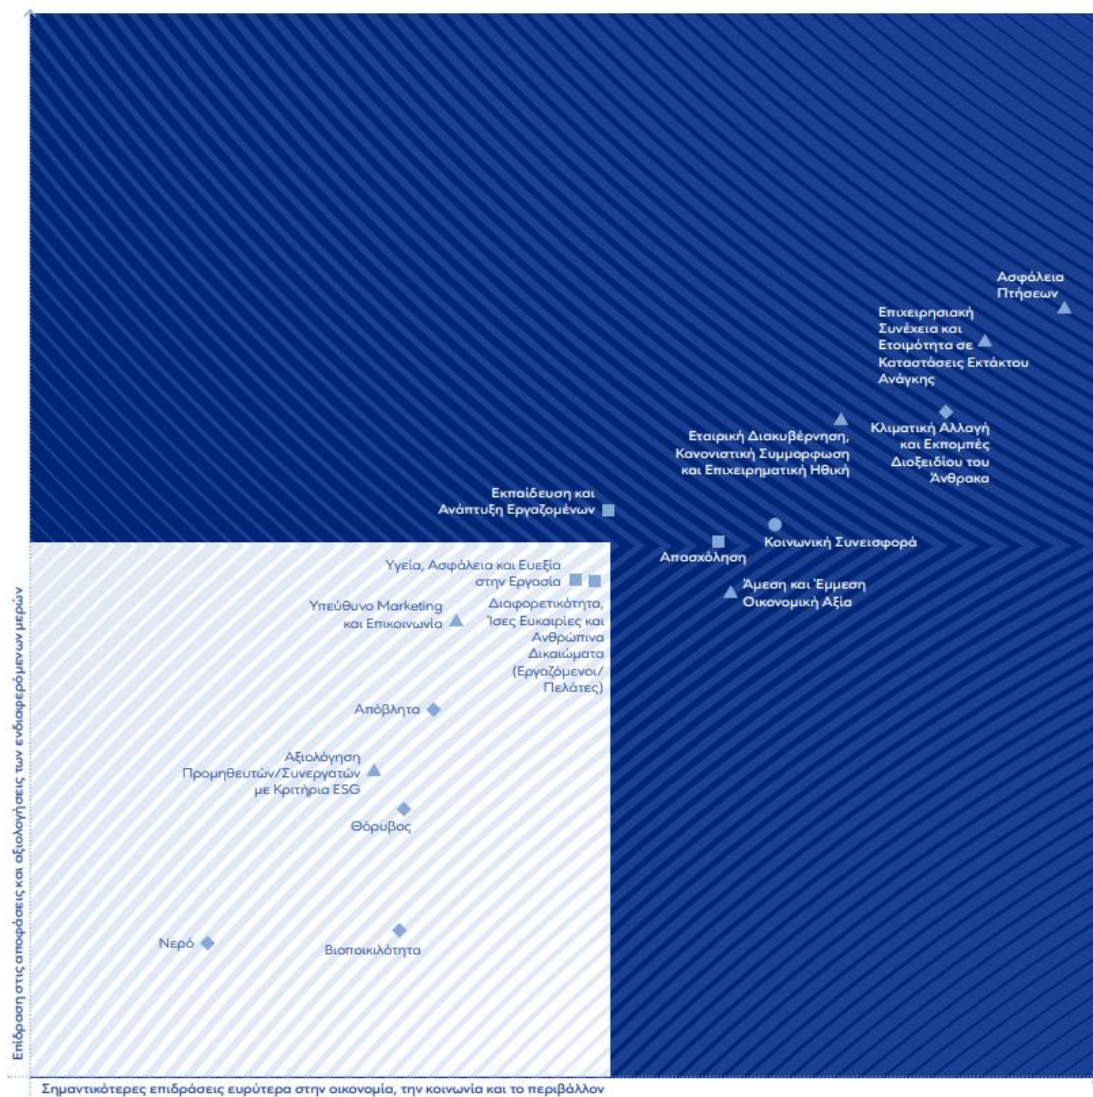 Ασφάλεια
Πτήσεων
Επιχειρησιακή
Συνέχεια και
Ετοιμότητα σε
Καταστάσεις Εκτάκτου
Ανάγκης
Κλιματική Αλλαγή
και Εκπομπές
Διοξειδίου του
Άνθρακα
Εταιρική Διακυβέρνηση,
Κανονιστική Συμμόρφωση
και Επιχειρηματική Ηθική
Εκπαίδευση και
Ανάπτυξη Εργαζομένων
Κοινωνική Συνεισφορά
Απασχόληση
Άμεση και Έμμεση
Οικονομική Αξία
Υγεία, Ασφάλεια και Ευεξία
στην Εργασία
Διαφορετικότητα,
Ίσες Ευκαιρίες και
Ανθρώπινα
Δικαιώματα
(Εργαζόμενοι/
Πελάτες)
Υπεύθυνο Marketing
και Επικοινωνία
Απόβλητα
Αξιολόγηση
Προμηθευτών/Συνεργατών
με Κριτήρια ESG
Θόρυβος
Νερό
Βιοποικιλότητα
Επίδραση στις αποφάσεις και αξιολογήσεις των ενδιαφερόμενων μερών
Σημαντικότερες επιδράσεις ευρύτερα στην οικονομία, την κοινωνία και το περιβάλλον